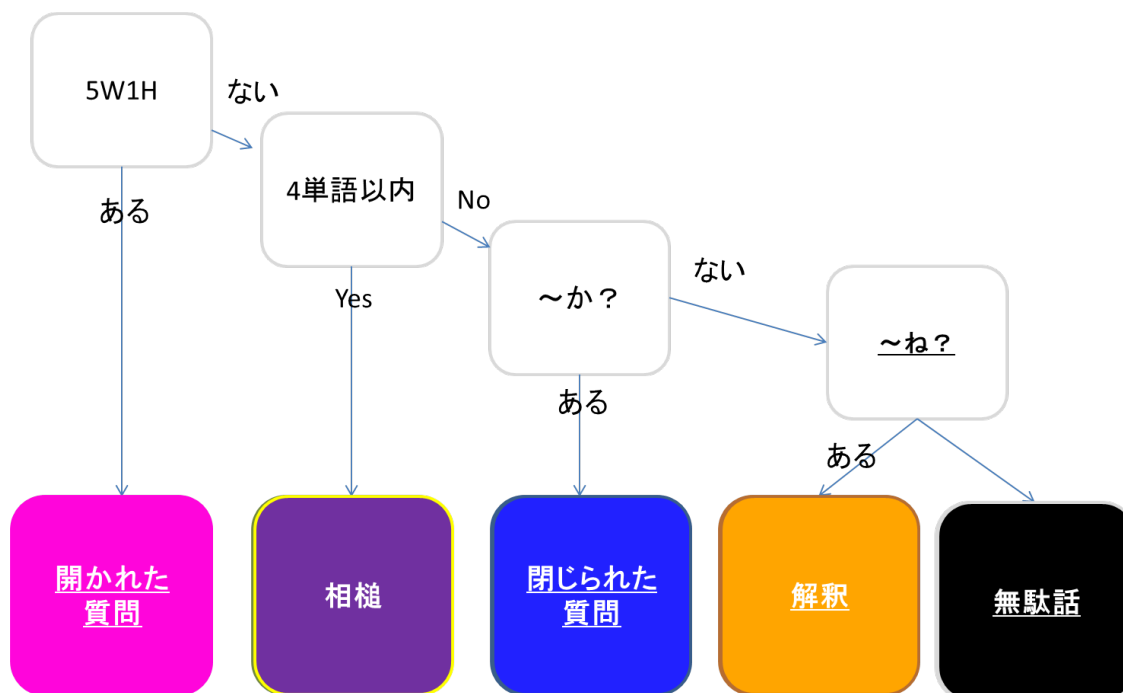 5W1H
ない
ある
4単語以内
No
Yes
～か？
ない
ある
～ね？
ある
開かれた
質問
相槌
閉じられた
質問
解釈
無駄話